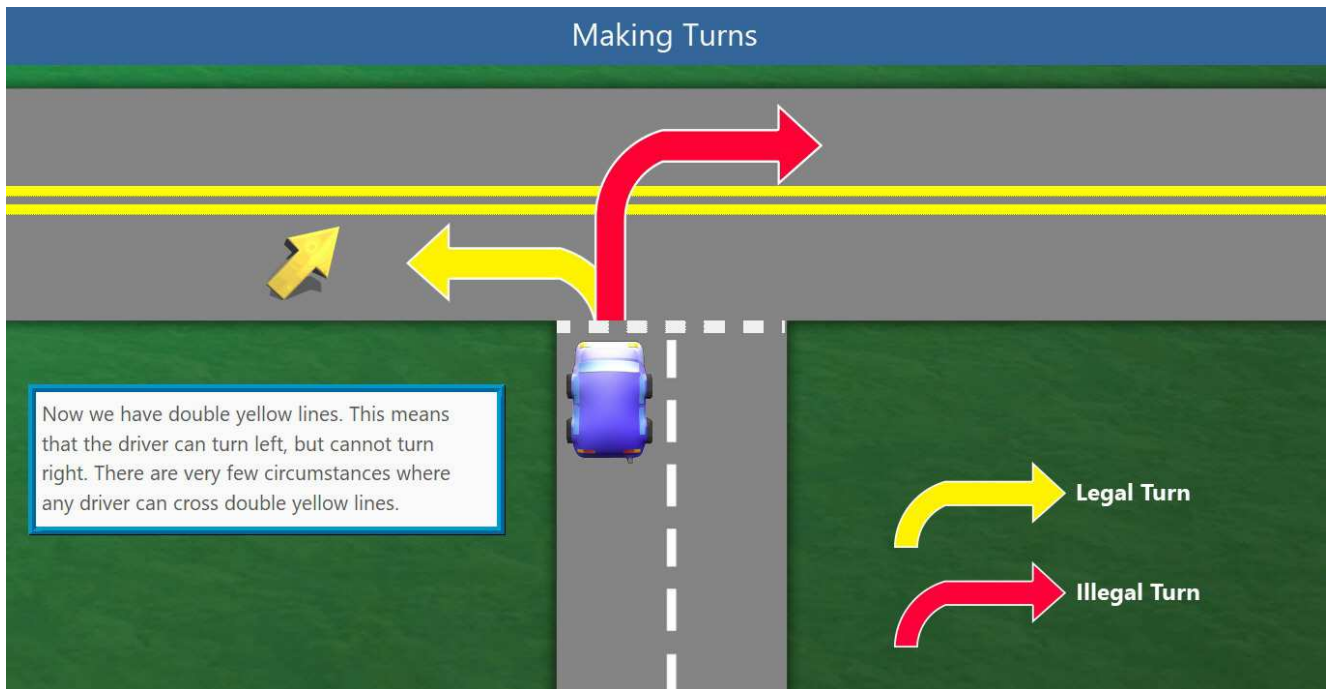 Making Turns
Now we have double yellow lines. This means
that the driver can turn left, but cannot turn
right. There are very few circumstances where
any driver can cross double yellow lines.
Legal Turn
Illegal Turn